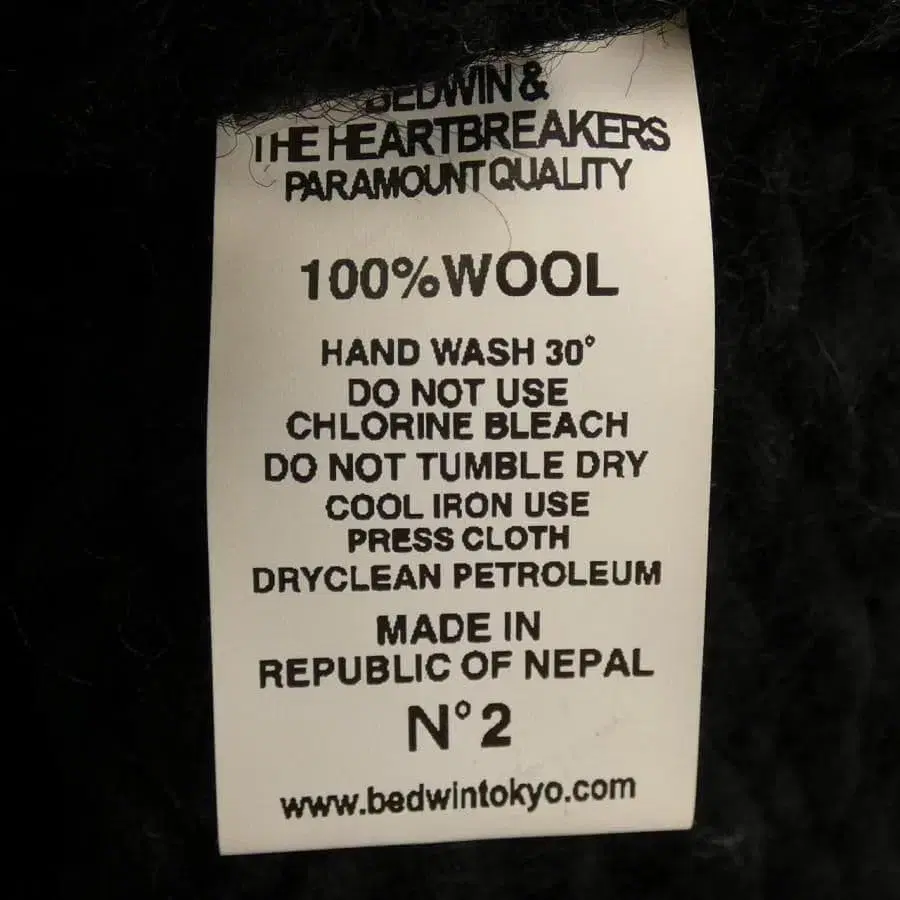 BEDWIN &
THE HEARTBREAKERS
PARAMOUNT QUALITY
100% WOOL
HAND WASH 30°
DO NOT USE
CHLORINE BLEACH
DO NOT TUMBLE DRY
COOL IRON USE
PRESS CLOTH
DRYCLEAN PETROLEUM
MADE IN
REPUBLIC OF NEPAL
N° 2
www.bedwintokyo.com